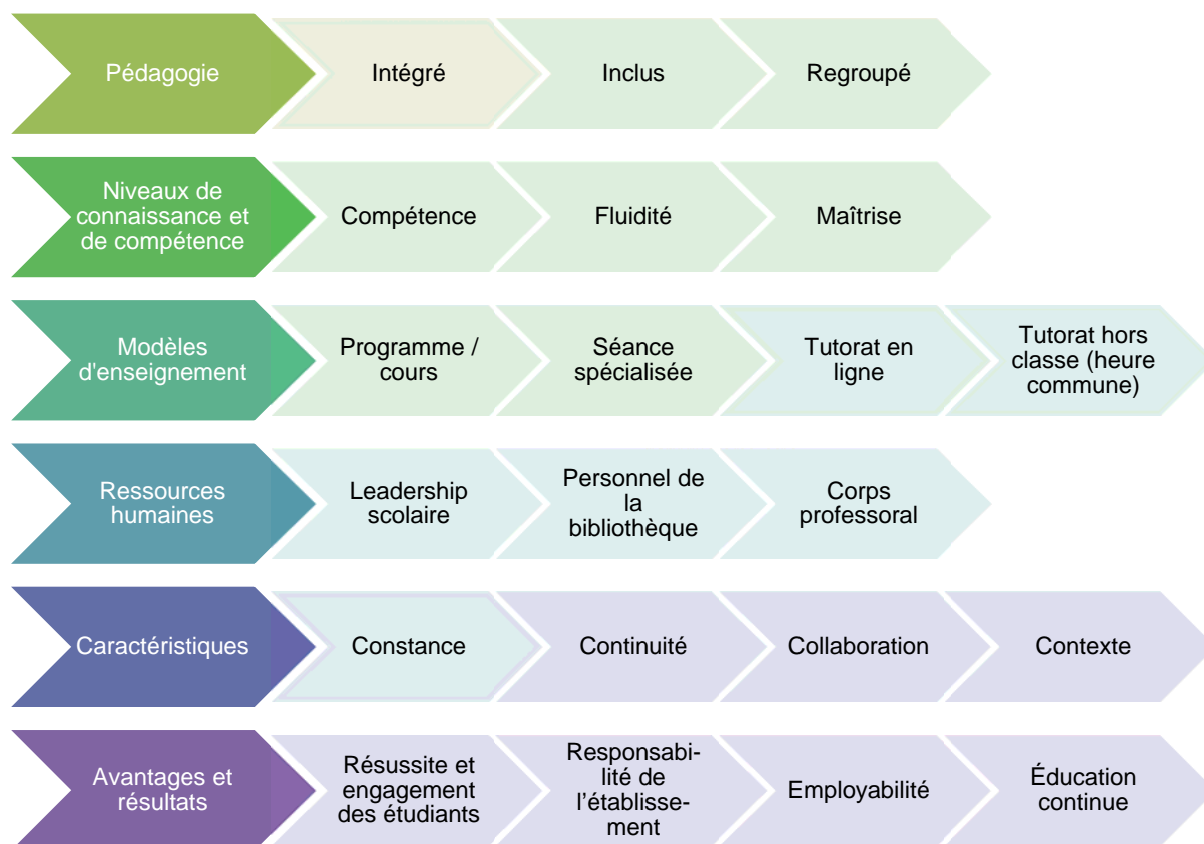 Pédagogie
Intégré
Inclus
Regroupé
Niveaux de
connaissance et
de compétence
Compétence
Fluidité
Maîtrise
Modèles
d'enseignement
Programme /
cours
Séance
spécialisée
Tutorat en
ligne
Tutorat hors
classe (heure
commune)
Ressources
humaines
Leadership
scolaire
Personnel de
la
bibliothèque
Corps
professoral
Caractéristiques
Constance
Continuité
Collaboration
Contexte
Avantages et
résultats
Résussite et
engagement
des étudiants
Responsabi-
lité de
l’établisse-
ment
Employabilité
Éducation
continue